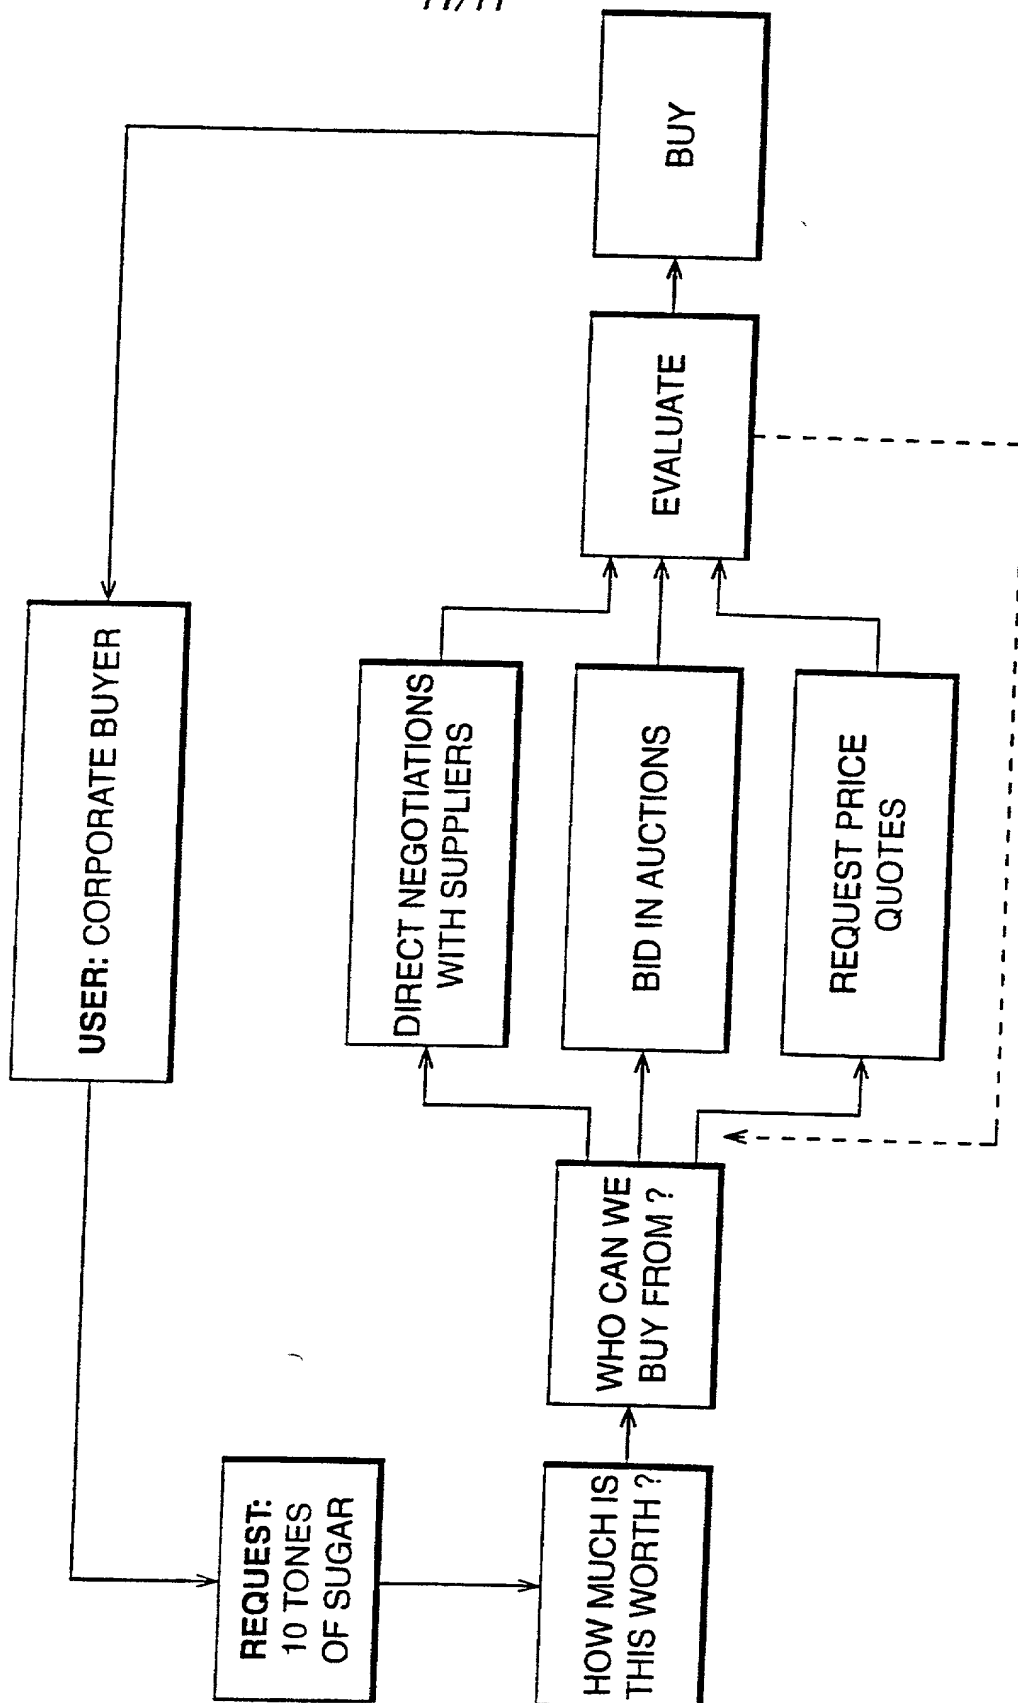 11/11
USER: CORPORATE BUYER
REQUEST:
10 TONES
OF SUGAR
HOW MUCH IS
THIS WORTH ?
WHO CAN WE
BUY FROM ?
DIRECT NEGOTIATIONS
WITH SUPPLIERS
BID IN AUCTIONS
REQUEST PRICE
QUOTES
EVALUATE
BUY